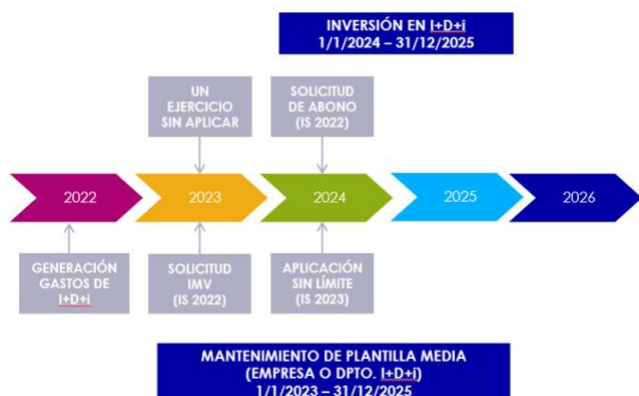 INVERSIÓN EN I+D+i
1/1/2024 – 31/12/2025
UN
EJERCICIO
SIN APLICAR
SOLICITUD
DE ABONO
(IS 2022)
2022
2023
2024
2025
2026
GENERACIÓN
GASTOS DE
I+D+i
SOLICITUD
IMV
(IS 2022)
APLICACIÓN
SIN LÍMITE
(IS 2023)
MANTENIMIENTO DE PLANTILLA MEDIA
(EMPRESA O DPTO. I+D+i)
1/1/2023 – 31/12/2025